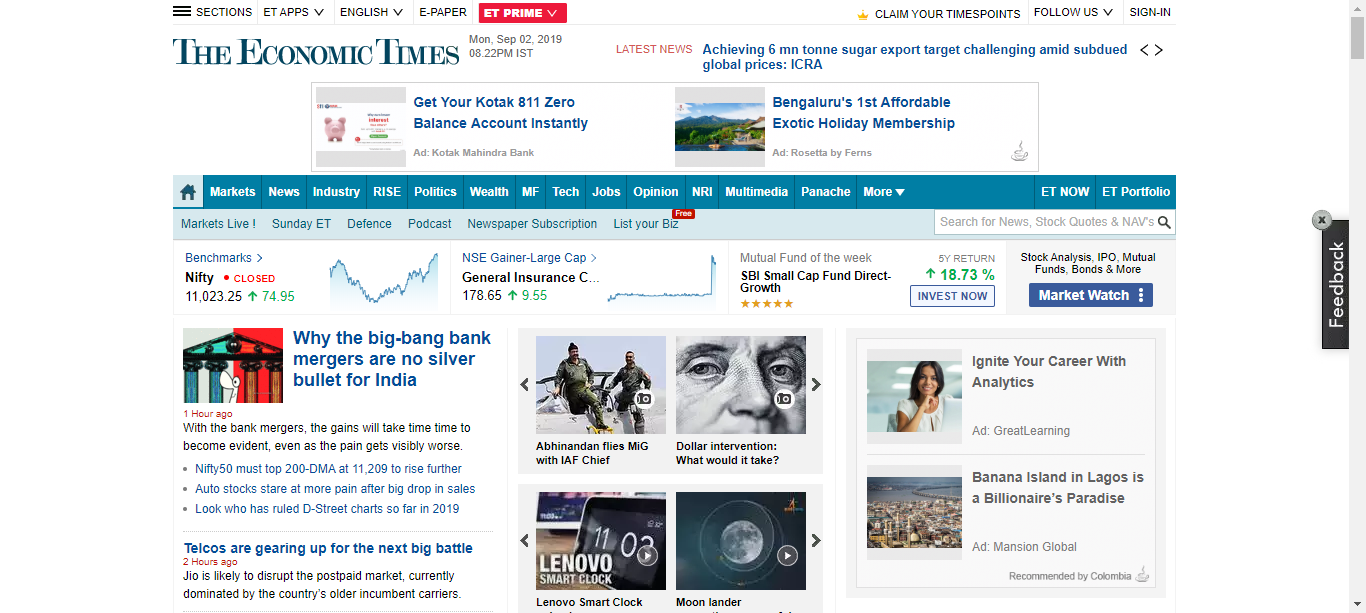 SECTIONS
ET APPS
ENGLISH
E-PAPER
ET PRIME
CLAIM YOUR TIMESPOINTS
FOLLOW US
SIGN-IN
THE ECONOMIC TIMES
Mon, Sep 02, 2019
08.22PM IST
LATEST NEWS
Achieving 6 mn tonne sugar export target challenging amid subdued
global prices: ICRA
Get Your Kotak 811 Zero
Balance Account Instantly
Ad: Kotak Mahindra Bank
Bengaluru's 1st Affordable
Exotic Holiday Membership
Ad: Rosetta by Ferns
Markets
News
Industry
RISE
Politics
Wealth
MF
Tech
Jobs
Opinion
NRI
Multimedia
Panache
More
ET NOW
ET Portfolio
Markets Live !
Sunday ET
Defence
Podcast
Newspaper Subscription
List your Biz
Free
Search for News, Stock Quotes & NAV's
x
Feedback
Benchmarks
Nifty
CLOSED
11,023.25
74.95
NSE Gainer-Large Cap
General Insurance C...
178.65
9.55
Mutual Fund of the week
SBI Small Cap Fund Direct-
Growth
5Y RETURN
18.73 %
INVEST NOW
Stock Analysis, IPO, Mutual
Funds, Bonds & More
Market Watch
Why the big-bang bank
mergers are no silver
bullet for India
1 Hour ago
With the bank mergers, the gains will take time time to
become evident, even as the pain gets visibly worse.
Nifty50 must top 200-DMA at 11,209 to rise further
Auto stocks stare at more pain after big drop in sales
Look who has ruled D-Street charts so far in 2019
Telcos are gearing up for the next big battle
2 Hours ago
Jio is likely to disrupt the postpaid market, currently
dominated by the country's older incumbent carriers.
Abhinandan flies MiG
with IAF Chief
Dollar intervention:
What would it take?
11 03
LENOVO
SMART CLOCK
Lenovo Smart Clock
Moon lander
Ignite Your Career With
Analytics
Ad: GreatLearning
Banana Island in Lagos is
a Billionaire's Paradise
Ad: Mansion Global
Recommended by Colombia